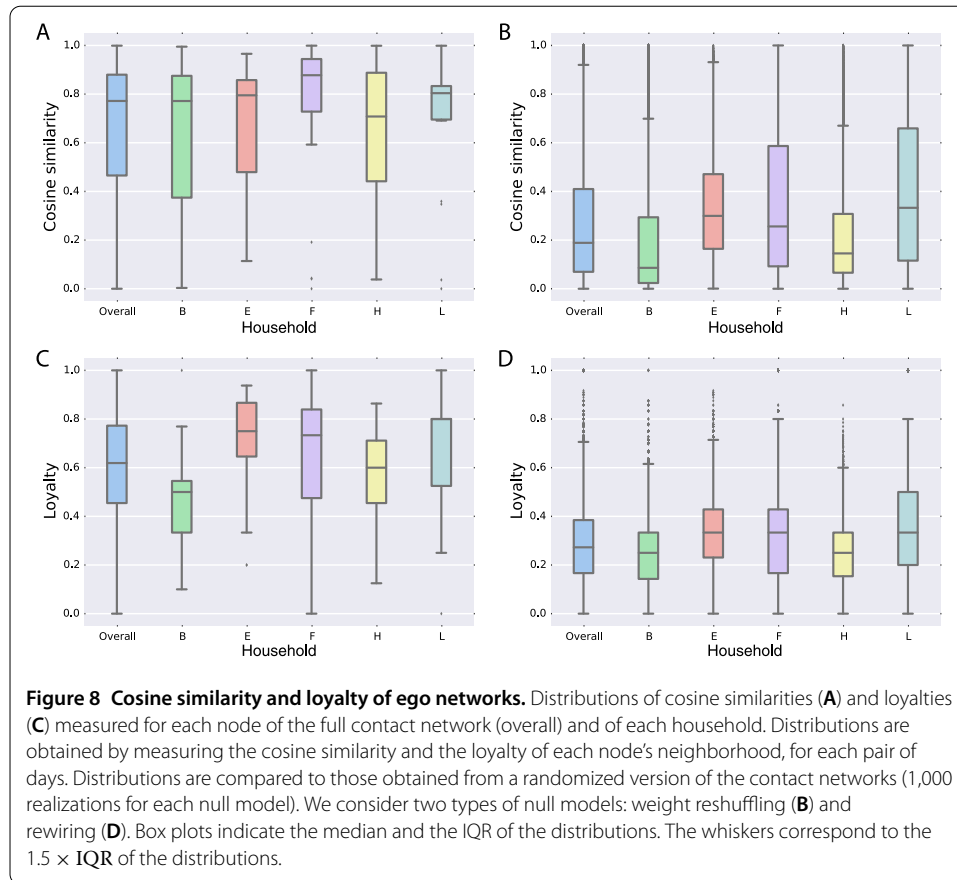 A
B
1.0
0.8
0.6
0.4
0.2
0.0
Cosine similarity
Overall B E F H L
Household
1.0
0.8
0.6
0.4
0.2
0.0
Cosine similarity
Overall B E F H L
Household
C
D
1.0
0.8
0.6
0.4
0.2
0.0
Loyalty
Overall B E F H L
Household
1.0
0.8
0.6
0.4
0.2
0.0
Loyalty
Overall B E F H L
Household
Figure 8 Cosine similarity and loyalty of ego networks. Distributions of cosine similarities (A) and loyalties
(C) measured for each node of the full contact network (overall) and of each household. Distributions are
obtained by measuring the cosine similarity and the loyalty of each node's neighborhood, for each pair of
days. Distributions are compared to those obtained from a randomized version of the contact networks (1,000
realizations for each null model). We consider two types of null models: weight reshuffling (B) and
rewiring (D). Box plots indicate the median and the IQR of the distributions. The whiskers correspond to the
1.5 × IQR of the distributions.